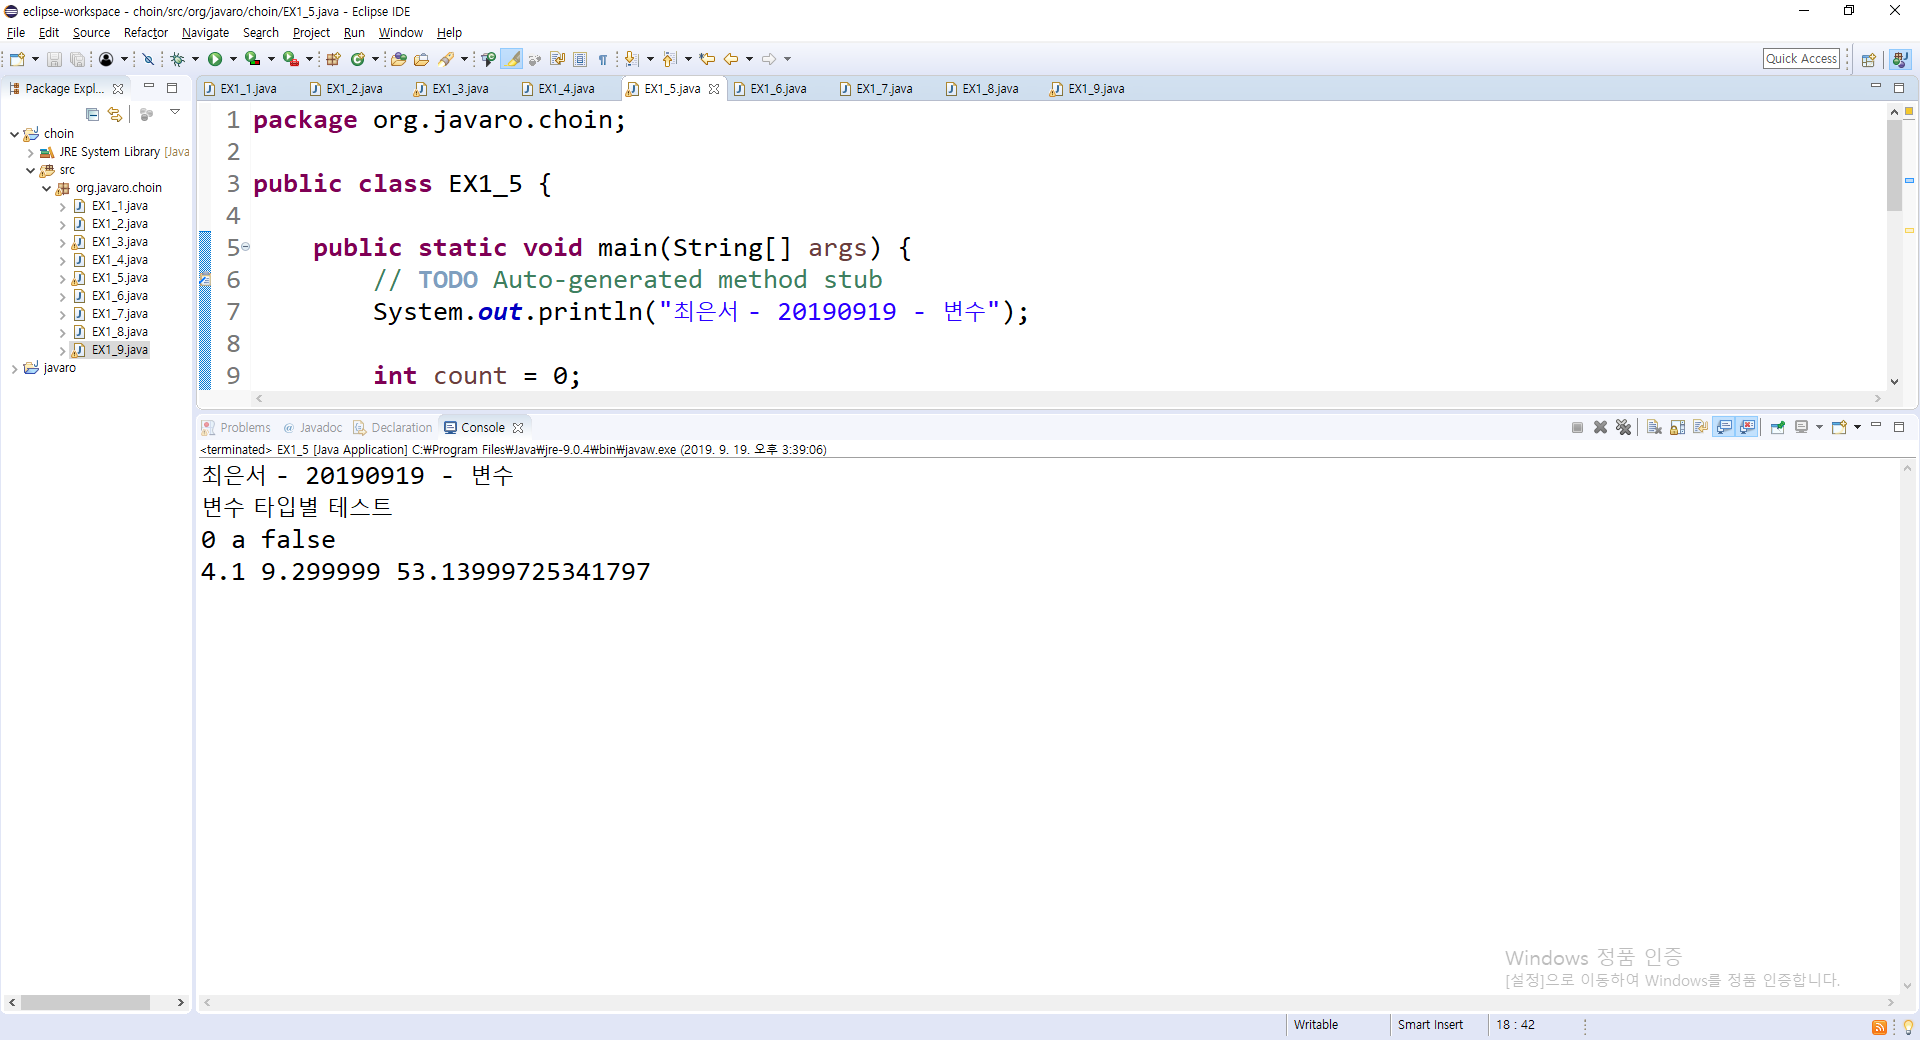 eclipse-workspace - choin/src/org/javaro/choin/EX1_5.java - Eclipse IDE
File Edit Source Refactor Navigate Search Project Run Window Help
Quick Access
Package Expl...
EX1_1.java EX1_2.java EX1_3.java EX1_4.java EX1_5.java EX1_6.java EX1_7.java EX1_8.java EX1_9.java
choin
JRE System Library [Java
src
org.javaro.choin
EX1_1.java
EX1_2.java
EX1_3.java
EX1_4.java
EX1_5.java
EX1_6.java
EX1_7.java
EX1_8.java
EX1_9.java
javaro
1 package org.javaro.choin;
2
3 public class EX1_5 {
4
5 public static void main(String[] args) {
6 // TODO Auto-generated method stub
7 System.out.println("최은서 - 20190919 - 변수");
8
9 int count = 0;
Problems @ Javadoc Declaration Console
<terminated> EX1_5 [Java Application] C:₩Program Files₩Java₩jre-9.0.4₩bin₩javaw.exe (2019. 9. 19. 오후 3:39:06)
최은서 - 20190919 - 변수
변수 타입별 테스트
0 a false
4.1 9.299999 53.13999725341797
Windows 정품 인증
[설정]으로 이동하여 Windows를 정품 인증합니다.
Writable Smart Insert 18 : 42